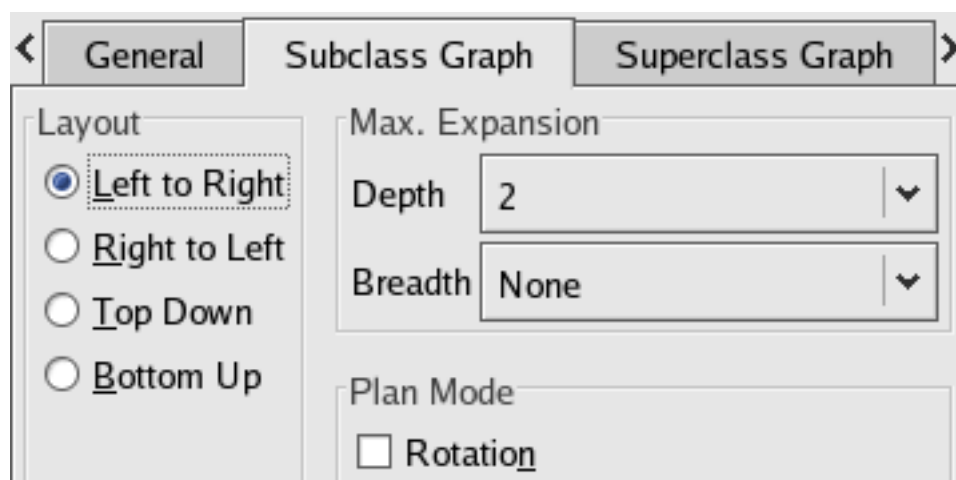 General Subclass Graph Superclass Graph
Layout
Left to Right
Right to Left
Top Down
Bottom Up
Max. Expansion
Depth 2
Breadth None
Plan Mode
Rotation